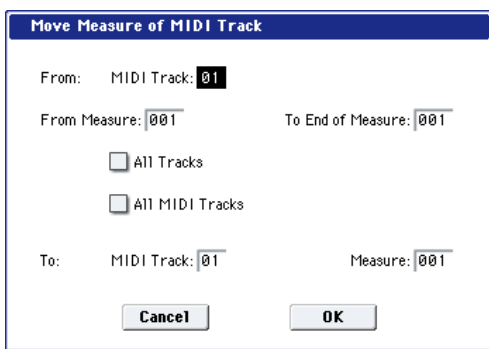 Move Measure of MIDI Track
From: MIDI Track: 01
From Measure: 001 To End of Measure: 001
All Tracks
All MIDI Tracks
To: MIDI Track: 01 Measure: 001
Cancel OK